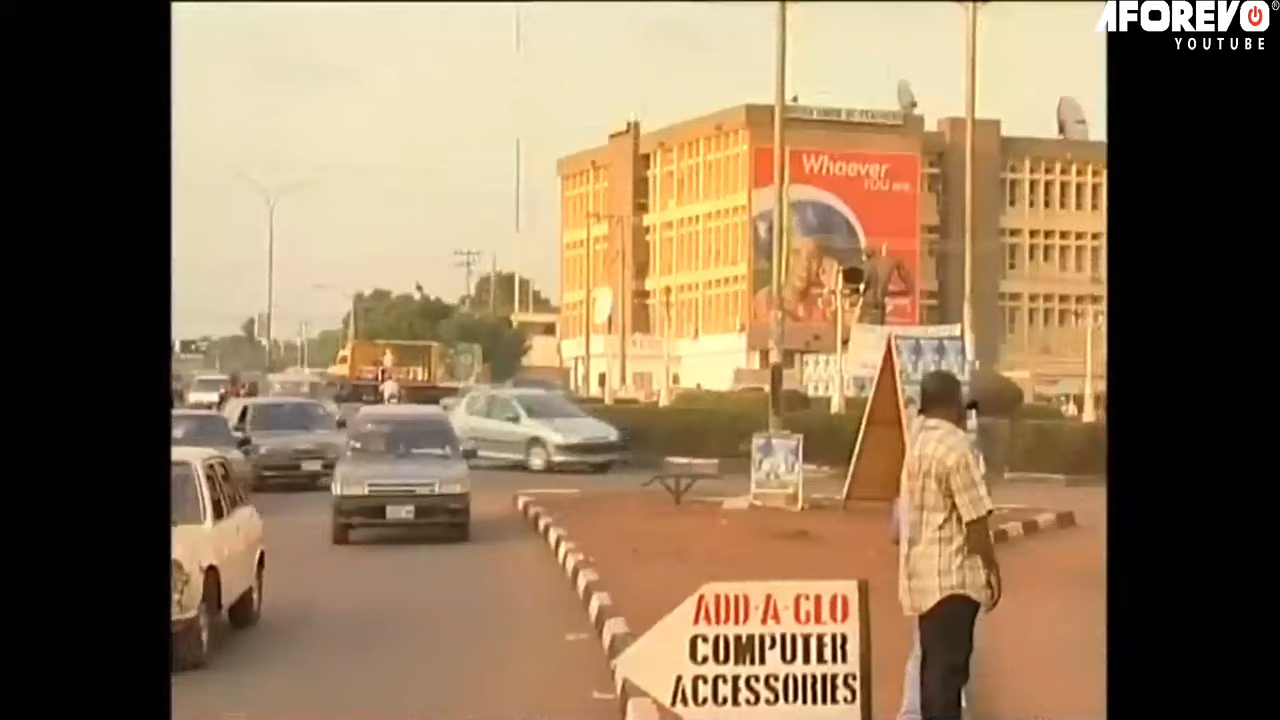 AFOREVO
YOUTUBE
Whoever
YOU are
ADD-A-GLO
COMPUTER
ACCESSORIES